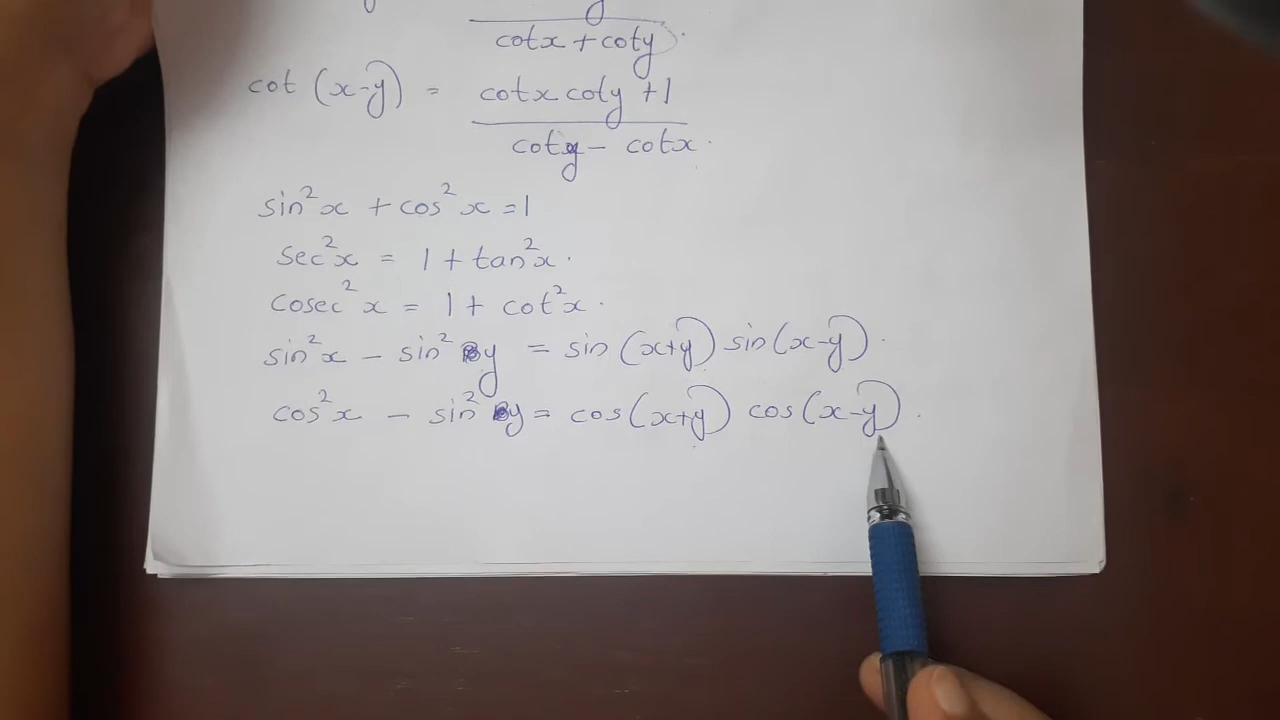 cotx + coty.
cot (x-y) = cotx coty +1
coty - cotx.
sin²x + cos²x = 1
sec²x = 1 + tan²x.
cosec²x = 1 + cot²x.
sin²x - sin²y = sin (x+y) sin (x-y).
cos²x - sin²y = cos(x+y) cos(x-y).